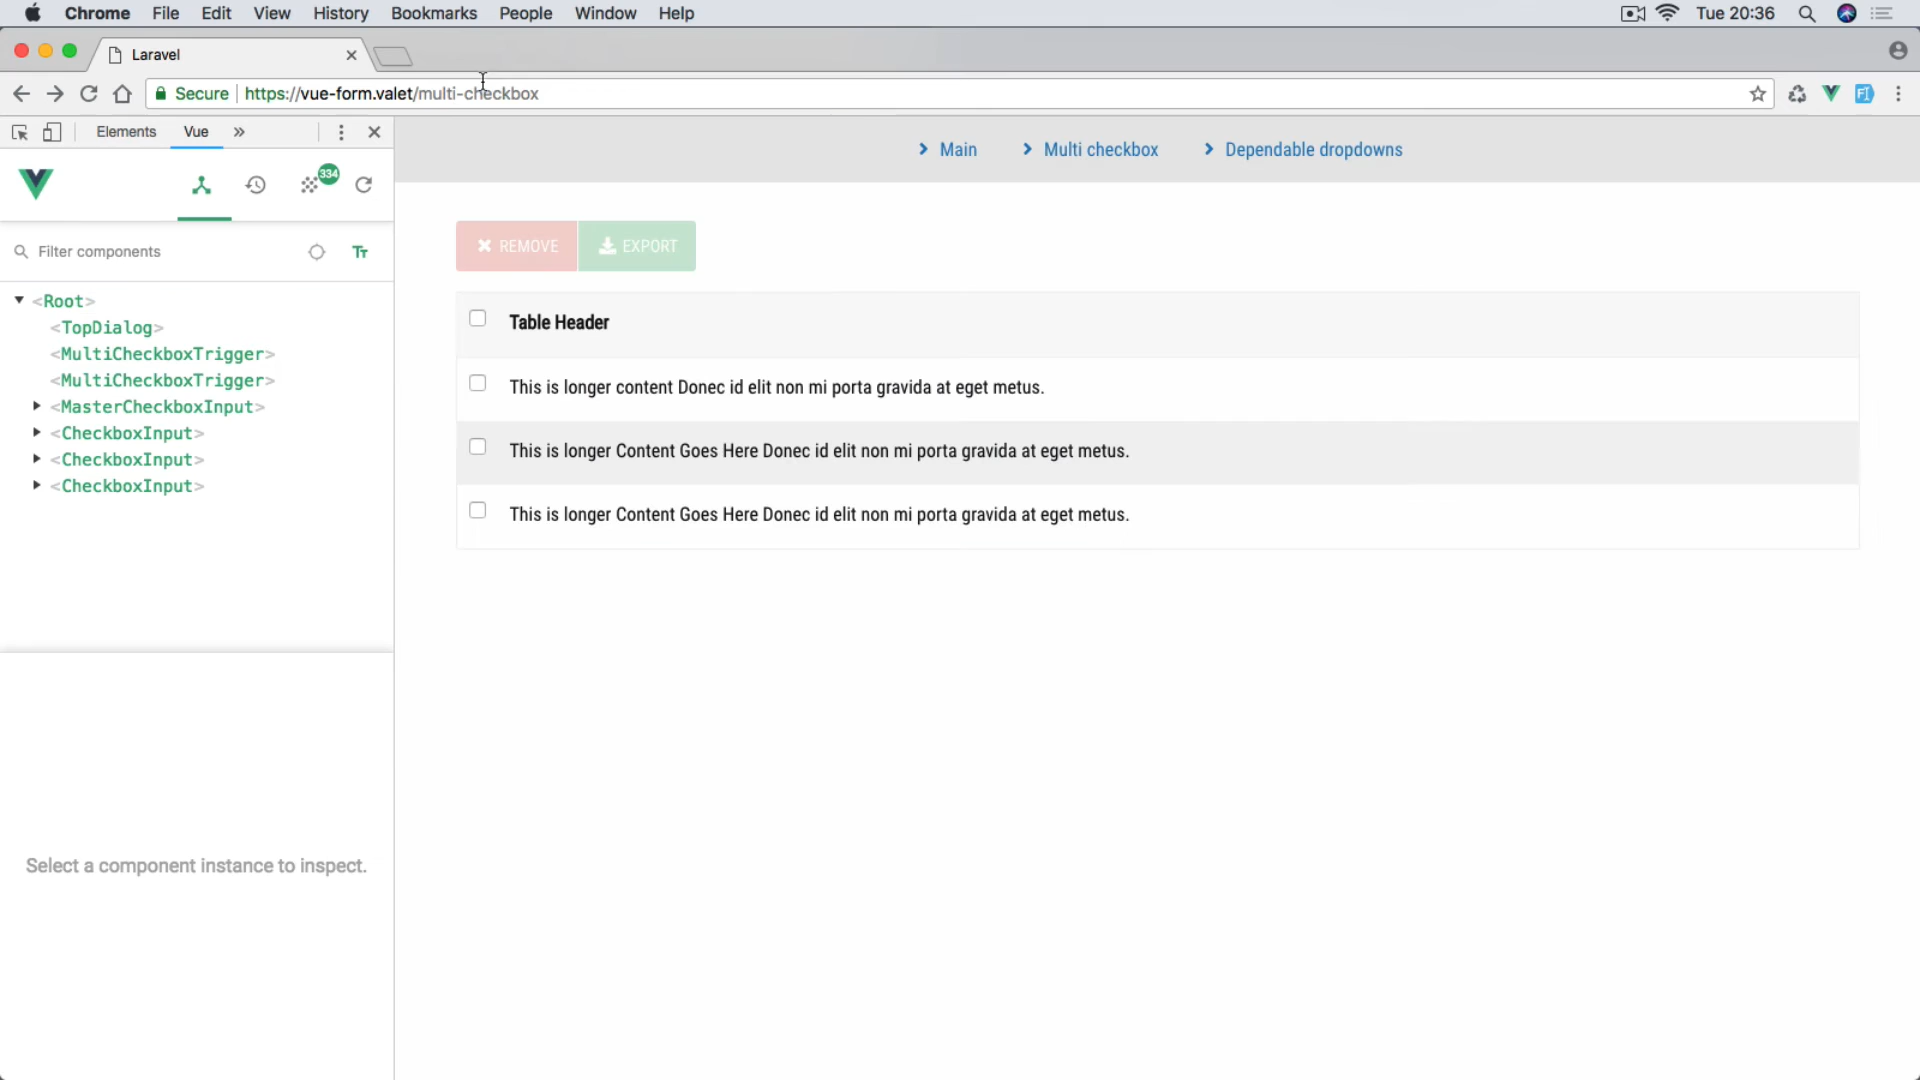 Chrome File Edit View History Bookmarks People Window Help Tue 20:36
Laravel
Secure https://vue-form.valet/multi-checkbox
Elements Vue »
Main Multi checkbox Dependable dropdowns
334
Filter components
REMOVE EXPORT
<Root>
<TopDialog>
<MultiCheckboxTrigger>
<MultiCheckboxTrigger>
<MasterCheckboxInput>
<CheckboxInput>
<CheckboxInput>
<CheckboxInput>
Table Header
This is longer content Donec id elit non mi porta gravida at eget metus.
This is longer Content Goes Here Donec id elit non mi porta gravida at eget metus.
This is longer Content Goes Here Donec id elit non mi porta gravida at eget metus.
Select a component instance to inspect.